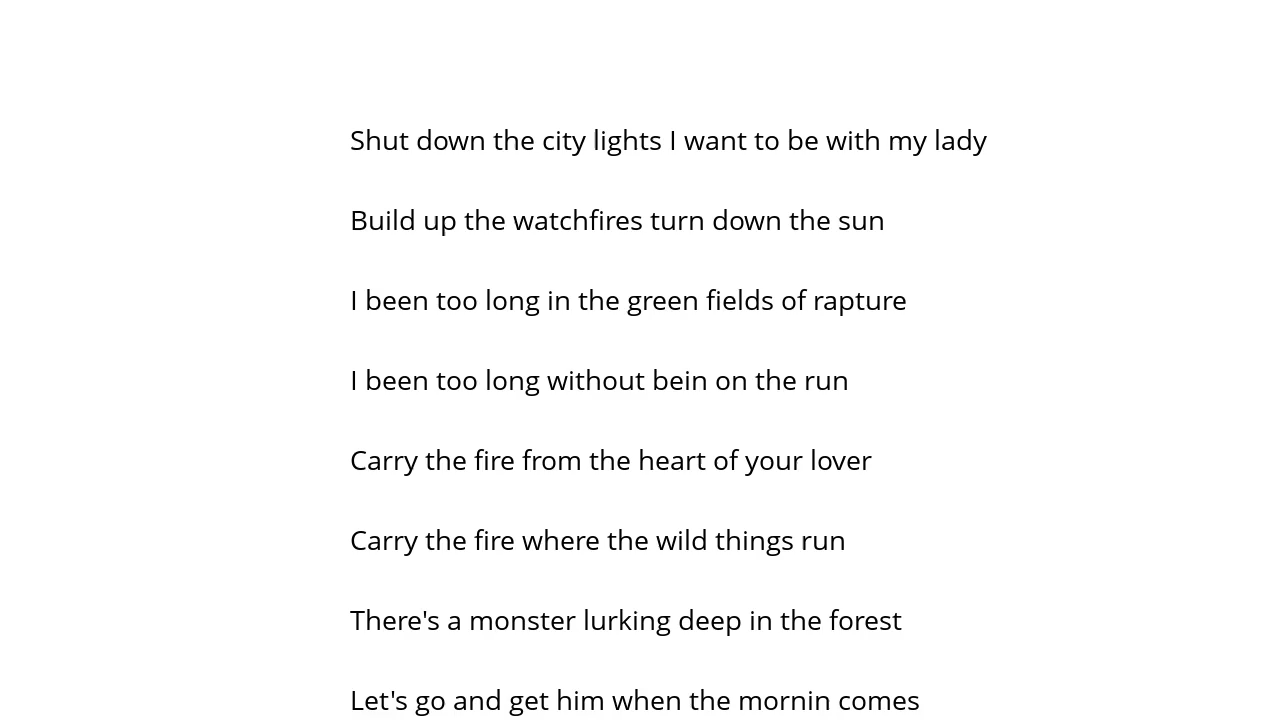 Shut down the city lights I want to be with my lady
Build up the watchfires turn down the sun
I been too long in the green fields of rapture
I been too long without bein on the run
Carry the fire from the heart of your lover
Carry the fire where the wild things run
There's a monster lurking deep in the forest
Let's go and get him when the mornin comes